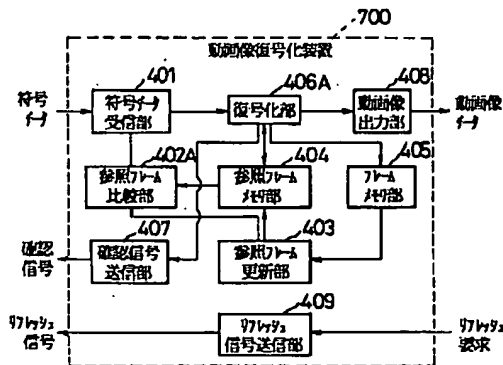 700
動画像復号化装置
401
406A
408
符号
データ
符号データ
受信部
復号化部
動画像
出力部
動画像
データ
402A
404
405
参照フレーム
比較部
参照フレーム
メモリ部
フレーム
メモリ部
407
403
確認
信号
確認信号
送信部
参照フレーム
更新部
409
リフレッシュ
信号
リフレッシュ
信号送信部
リフレッシュ
要求